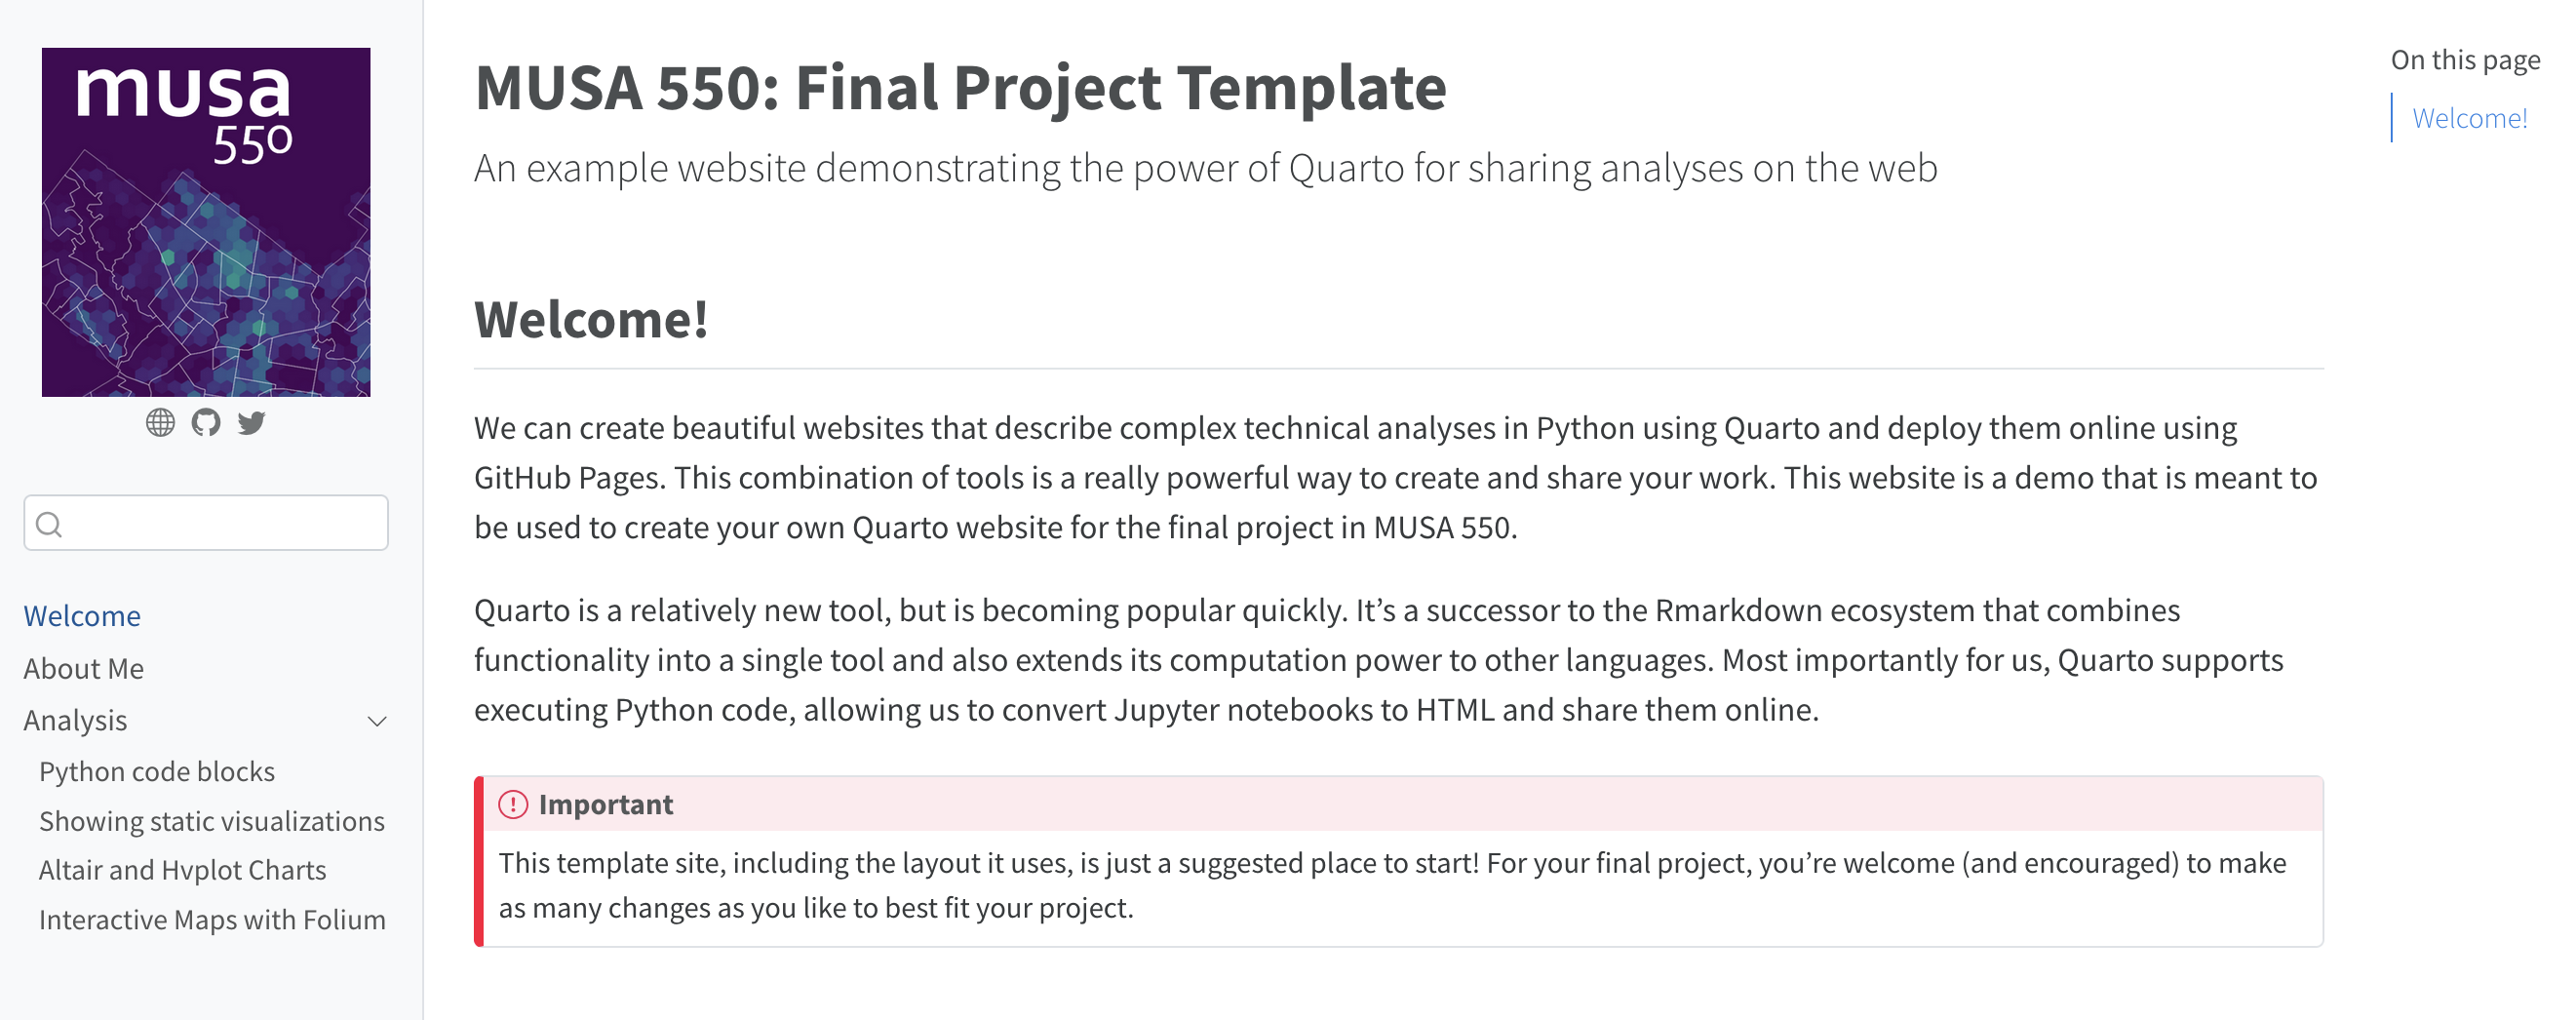 musa
550
Welcome
About Me
Analysis
Python code blocks
Showing static visualizations
Altair and Hvplot Charts
Interactive Maps with Folium
MUSA 550: Final Project Template
An example website demonstrating the power of Quarto for sharing analyses on the web
Welcome!
We can create beautiful websites that describe complex technical analyses in Python using Quarto and deploy them online using
GitHub Pages. This combination of tools is a really powerful way to create and share your work. This website is a demo that is meant to
be used to create your own Quarto website for the final project in MUSA 550.
Quarto is a relatively new tool, but is becoming popular quickly. It’s a successor to the Rmarkdown ecosystem that combines
functionality into a single tool and also extends its computation power to other languages. Most importantly for us, Quarto supports
executing Python code, allowing us to convert Jupyter notebooks to HTML and share them online.
Important
This template site, including the layout it uses, is just a suggested place to start! For your final project, you’re welcome (and encouraged) to make
as many changes as you like to best fit your project.
On this page
Welcome!